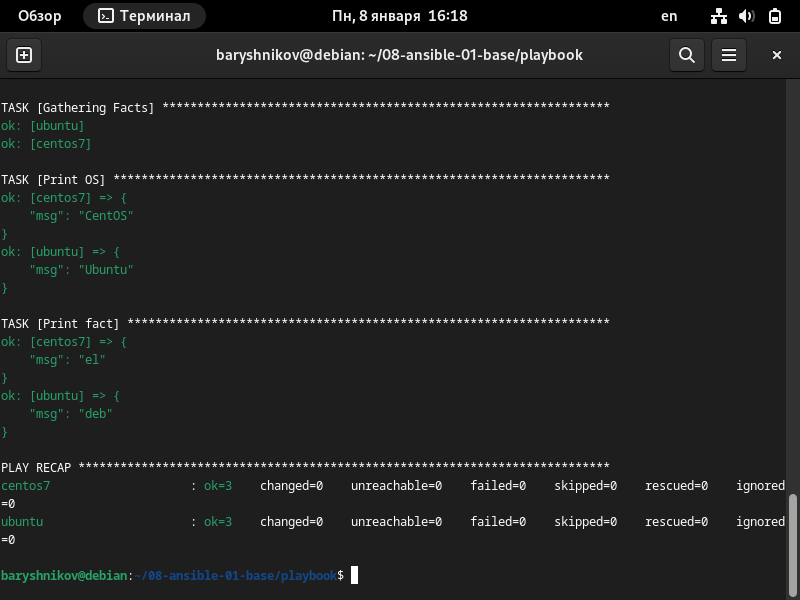 Обзор Терминал Пн, 8 января 16:18 en
baryshnikov@debian: ~/08-ansible-01-base/playbook
TASK [Gathering Facts] ****************************************************************
ok: [ubuntu]
ok: [centos7]
TASK [Print OS] ***********************************************************************
ok: [centos7] => {
    "msg": "CentOS"
}
ok: [ubuntu] => {
    "msg": "Ubuntu"
}
TASK [Print fact] *********************************************************************
ok: [centos7] => {
    "msg": "el"
}
ok: [ubuntu] => {
    "msg": "deb"
}
PLAY RECAP ****************************************************************************
centos7                    : ok=3    changed=0    unreachable=0    failed=0    skipped=0    rescued=0    ignored
=0
ubuntu                     : ok=3    changed=0    unreachable=0    failed=0    skipped=0    rescued=0    ignored
=0
baryshnikov@debian:~/08-ansible-01-base/playbook$